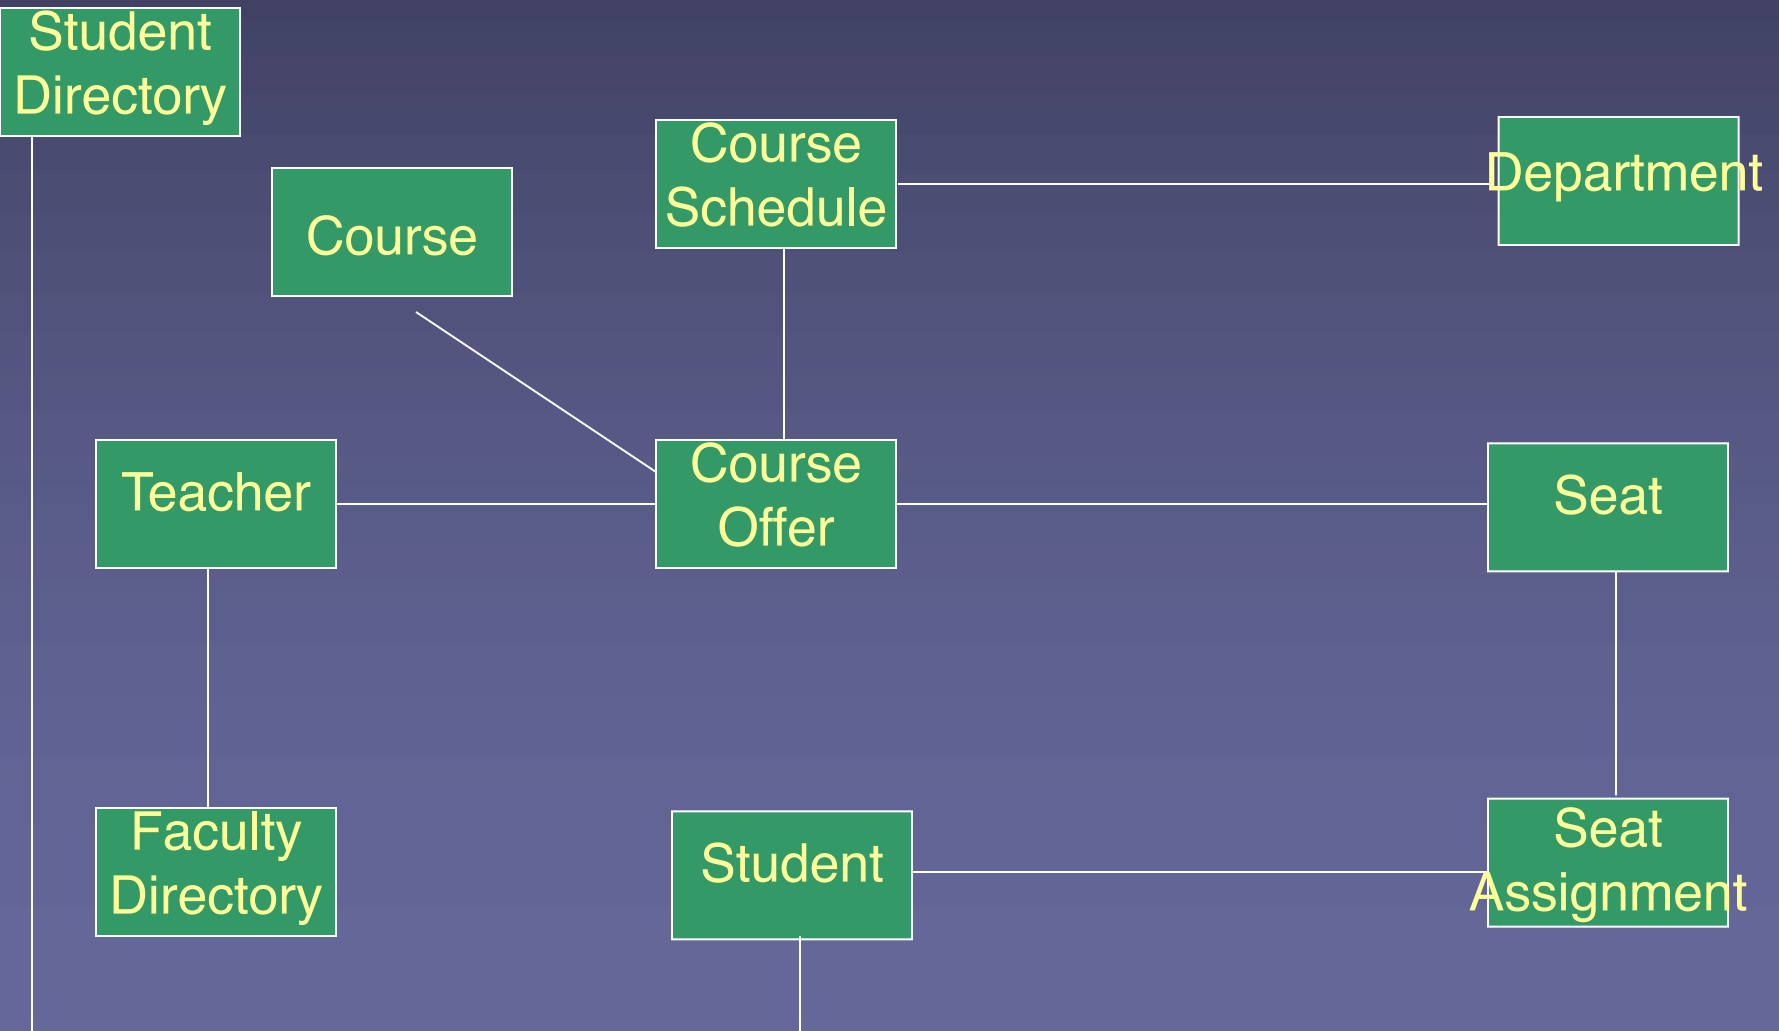 Student
Directory
Course
Schedule
Department
Course
Teacher
Course
Offer
Seat
Faculty
Directory
Student
Seat
Assignment